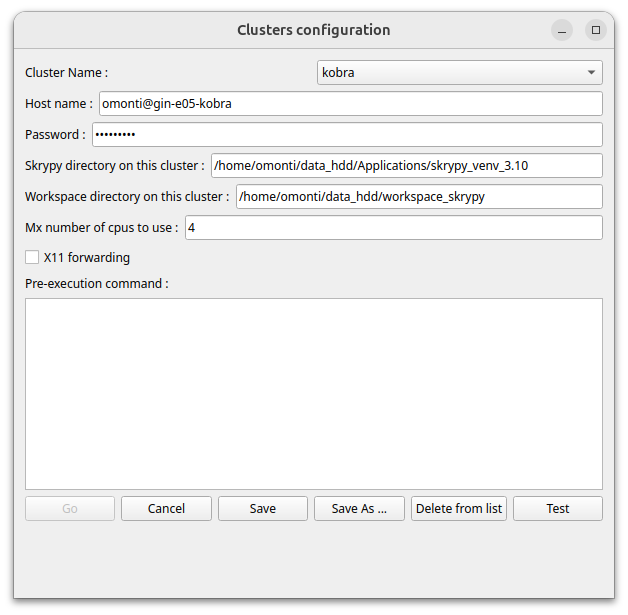 Clusters configuration
Cluster Name : kobra
Host name : omonti@gin-e05-kobra
Password : •••••••••
Skrypy directory on this cluster : /home/omonti/data_hdd/Applications/skrypy_venv_3.10
Workspace directory on this cluster : /home/omonti/data_hdd/workspace_skrypy
Mx number of cpus to use : 4
X11 forwarding
Pre-execution command :
Go Cancel Save Save As ... Delete from list Test